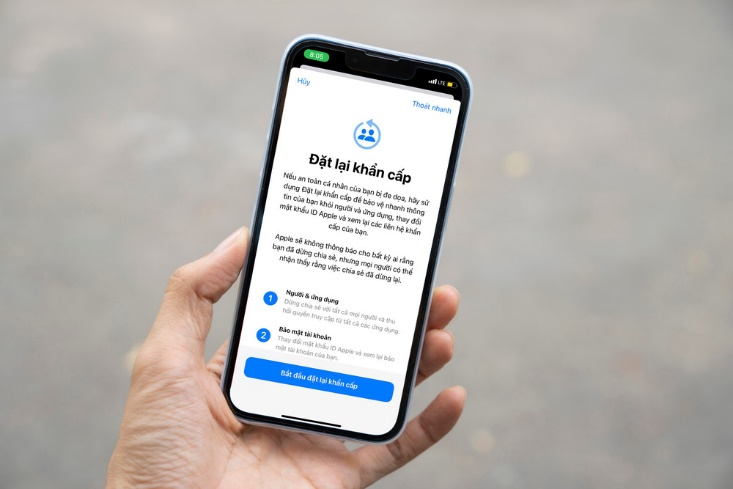 8:05
LTE
Hủy
Thoát nhanh
Đặt lại khẩn cấp
Nếu an toàn cá nhân của bạn bị đe dọa, hãy sử
dụng Đặt lại khẩn cấp để bảo vệ nhanh thông
tin của bạn khỏi người và ứng dụng, thay đổi
mật khẩu ID Apple và xem lại các liên hệ khẩn
cấp của bạn.
Apple sẽ không thông báo cho bất kỳ ai rằng
bạn đã dừng chia sẻ, nhưng mọi người có thể
nhận thấy rằng việc chia sẻ đã dừng lại.
1 Người & ứng dụng
Dừng chia sẻ với tất cả mọi người và thu
hồi quyền truy cập từ tất cả các ứng dụng.
2 Bảo mật tài khoản
Thay đổi mật khẩu ID Apple và xem lại bảo
mật tài khoản của bạn.
Bắt đầu đặt lại khẩn cấp